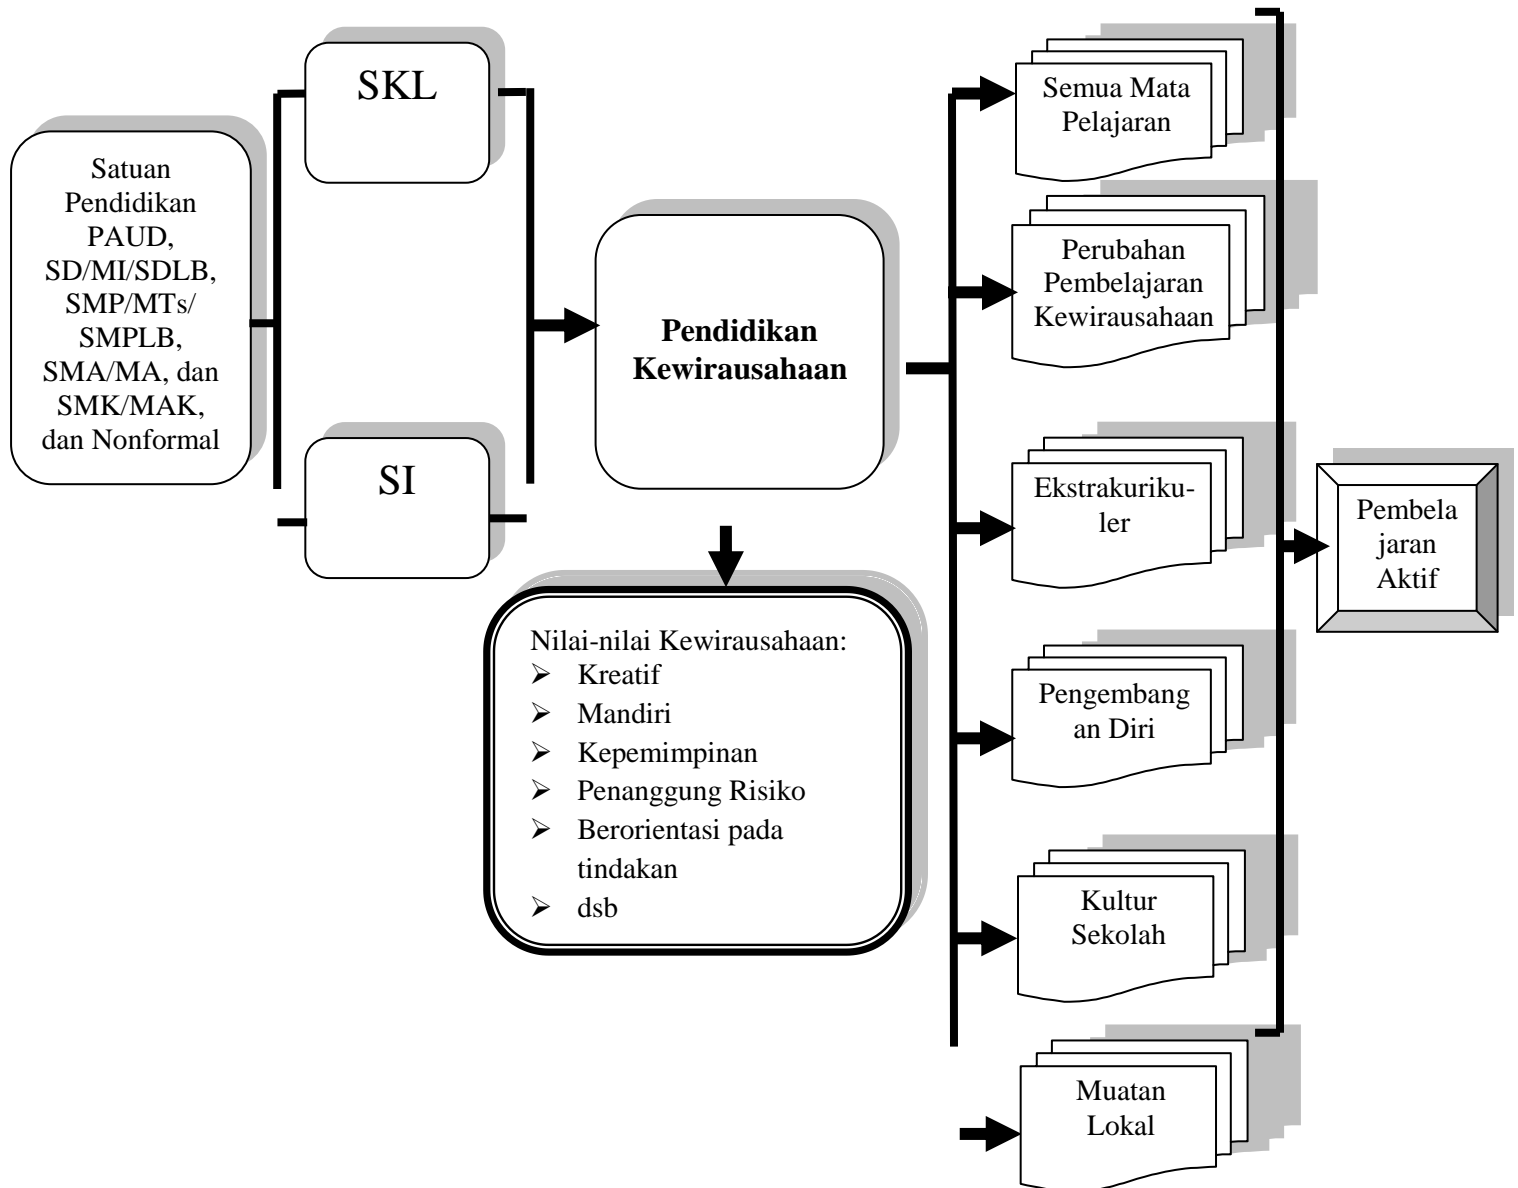 Satuan
Pendidikan
PAUD,
SD/MI/SDLB,
SMP/MTs/
SMPLB,
SMA/MA, dan
SMK/MAK,
dan Nonformal
SKL
SI
Pendidikan
Kewirausahaan
Nilai-nilai Kewirausahaan:
➢ Kreatif
➢ Mandiri
➢ Kepemimpinan
➢ Penanggung Risiko
➢ Berorientasi pada
tindakan
➢ dsb
Semua Mata
Pelajaran
Perubahan
Pembelajaran
Kewirausahaan
Ekstrakuriku-
ler
Pengembang
an Diri
Kultur
Sekolah
Muatan
Lokal
Pembela
jaran
Aktif